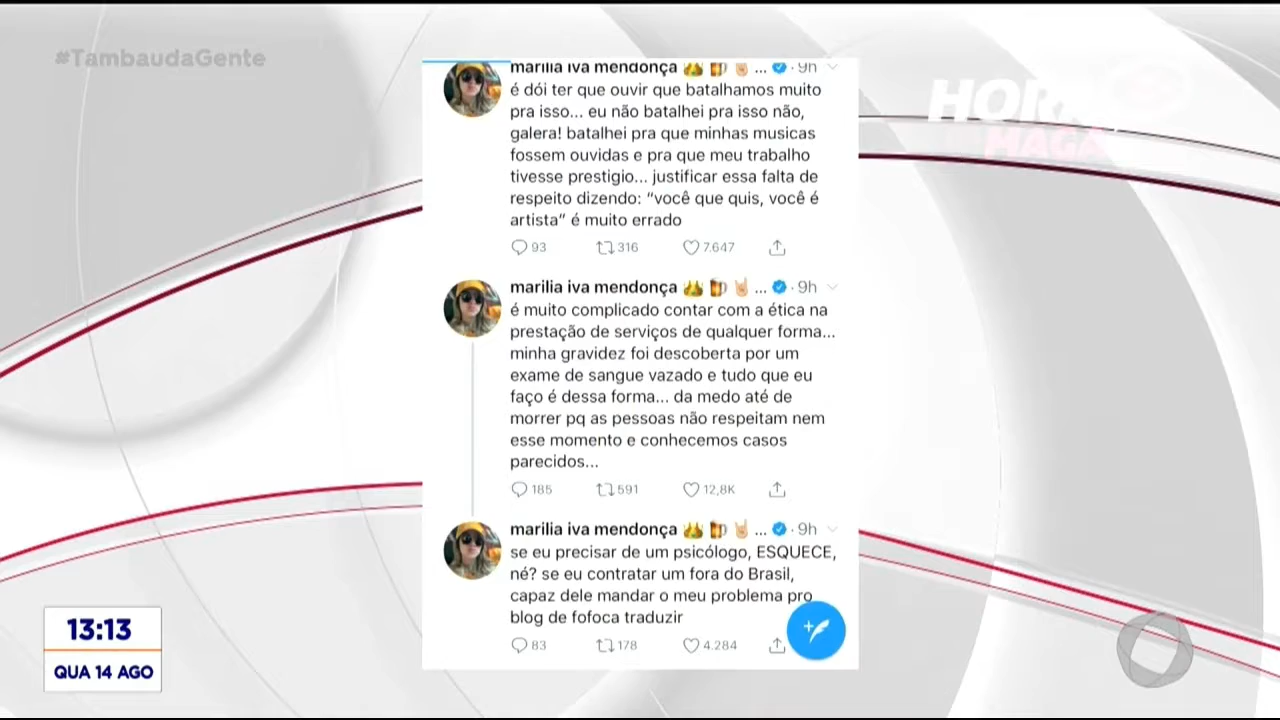 #TambaudaGente
marilia iva mendonça 👑🍺🤘🏻 ... · 9h
é dói ter que ouvir que batalhamos muito
pra isso... eu não batalhei pra isso não,
galera! batalhei pra que minhas musicas
fossem ouvidas e pra que meu trabalho
tivesse prestigio... justificar essa falta de
respeito dizendo: “você que quis, você é
artista” é muito errado
93 316 7.647
marilia iva mendonça 👑🍺🤘🏻 ... · 9h
é muito complicado contar com a ética na
prestação de serviços de qualquer forma...
minha gravidez foi descoberta por um
exame de sangue vazado e tudo que eu
faço é dessa forma... da medo até de
morrer pq as pessoas não respeitam nem
esse momento e conhecemos casos
parecidos...
185 591 12,8K
marilia iva mendonça 👑🍺🤘🏻 ... · 9h
se eu precisar de um psicólogo, ESQUECE,
né? se eu contratar um fora do Brasil,
capaz dele mandar o meu problema pro
blog de fofoca traduzir
83 178 4.284
13:13
QUA 14 AGO